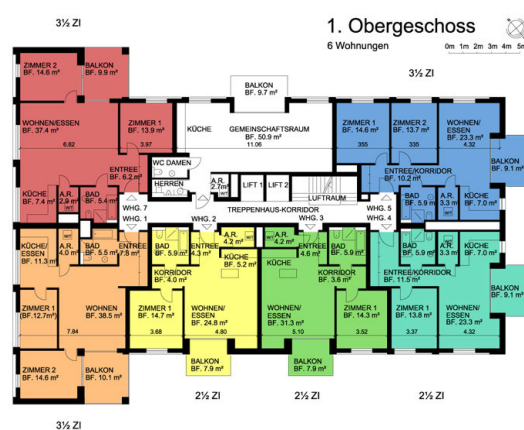 3½ ZI
1. Obergeschoss
6 Wohnungen
0m 1m 2m 3m 4m 5m
3½ ZI
ZIMMER 2
BF. 14.6 m²
BALKON
BF. 9.9 m²
BALKON
BF. 9.7 m²
WOHNEN/ESSEN
BF. 37.4 m²
6.82
ZIMMER 1
BF. 13.9 m²
3.97
KÜCHE
GEMEINSCHAFTSRAUM
BF. 50.9 m²
11.06
ZIMMER 1
BF. 14.6 m²
355
ZIMMER 2
BF. 13.7 m²
335
WOHNEN/
ESSEN
BF. 23.3 m²
4.32
BALKON
BF. 9.1 m²
ENTREE
BF. 6.2 m²
WC DAMEN
HERREN
ENTREE/KORRIDOR
BF. 10.2 m²
KÜCHE
BF. 7.4 m²
A.R.
2.9 m²
BAD
BF. 5.4 m²
A.R.
2.7m²
LIFT 1
LIFT 2
LUFTRAUM
BAD
BF. 5.9 m²
A.R.
3.3 m²
KÜCHE
BF. 7.0 m²
WHG. 7
WHG. 1
WHG. 2
TREPPENHAUS-KORRIDOR
WHG. 3
WHG. 5
WHG. 4
KÜCHE/
ESSEN
BF. 11.3 m²
A.R.
4.0 m²
BAD
BF. 5.5 m²
ENTREE
BF. 7.8 m²
BAD
BF. 5.9 m²
ENTREE
4.3 m²
A.R.
4.2 m²
A.R.
4.2 m²
ENTREE
4.6 m²
BAD
BF. 5.9 m²
BAD
BF. 5.9 m²
A.R.
3.3 m²
KÜCHE
BF. 7.0 m²
KORRIDOR
BF. 4.0 m²
KÜCHE
BF. 5.2 m²
KÜCHE
KORRIDOR
BF. 3.6 m²
ENTREE/KORRIDOR
BF. 11.5 m²
ZIMMER 1
(BF. 12.7m²)
WOHNEN
BF. 38.5 m²
7.84
ZIMMER 1
BF. 14.7 m²
3.68
WOHNEN/
ESSEN
BF. 24.8 m²
4.80
WOHNEN/
ESSEN
BF. 31.3 m²
5.10
ZIMMER 1
BF. 14.3 m²
3.52
ZIMMER 1
BF. 13.8 m²
3.37
WOHNEN/
ESSEN
BF. 23.3 m²
4.32
BALKON
BF. 9.1 m²
ZIMMER 2
BF. 14.6 m²
BALKON
BF. 10.1 m²
BALKON
BF. 7.9 m²
BALKON
BF. 7.9 m²
2½ ZI
2½ ZI
2½ ZI
3½ ZI